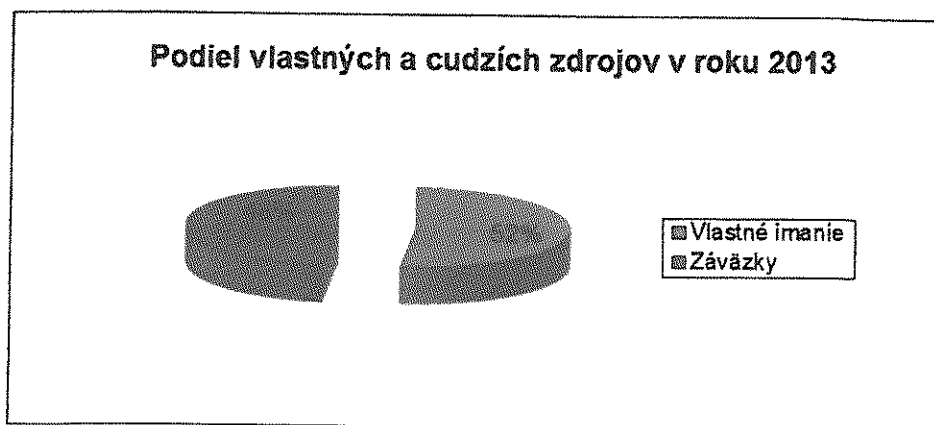 Podiel vlastných a cudzích zdrojov v roku 2013
Vlastné imanie
Záväzky